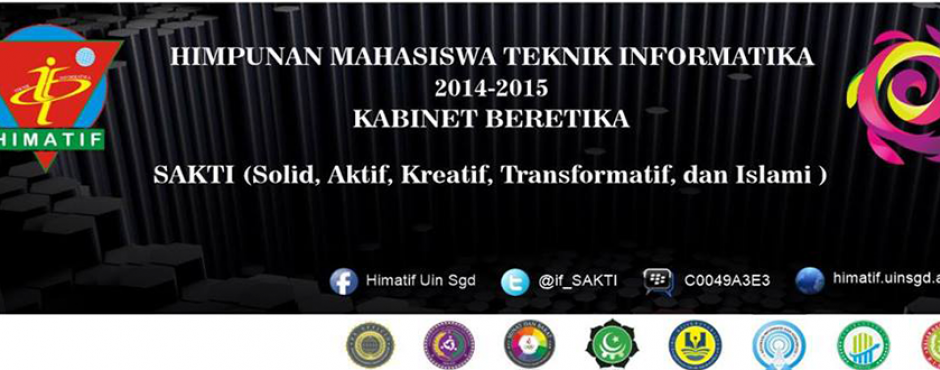 HIMPUNAN MAHASISWA TEKNIK INFORMATIKA
2014-2015
KABINET BERETIKA
HIMATIF
SAKTI (Solid, Aktif, Kreatif, Transformatif, dan Islami )
Himatif Uin Sgd
@if_SAKTI
C0049A3E3
himatif.uinsgd.a